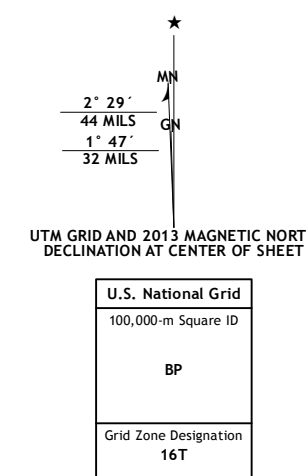 ★
MN
2° 29´
44 MILS
GN
1° 47´
32 MILS
UTM GRID AND 2013 MAGNETIC NORT
DECLINATION AT CENTER OF SHEET
U.S. National Grid
100,000-m Square ID
BP
Grid Zone Designation
16T